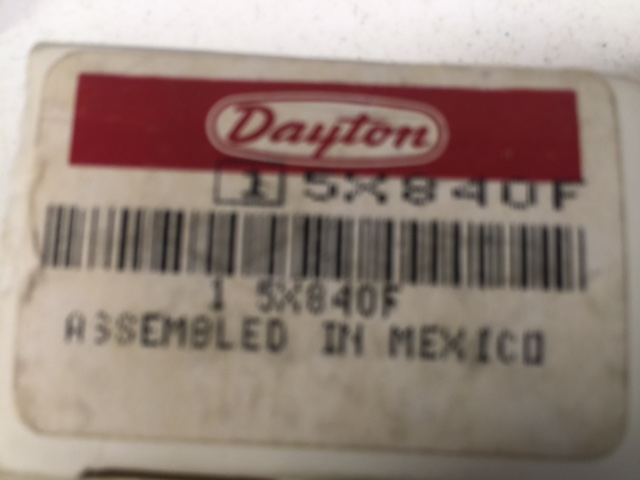 Dayton
1 5X840F
1 5X840F
ASSEMBLED IN MEXICO